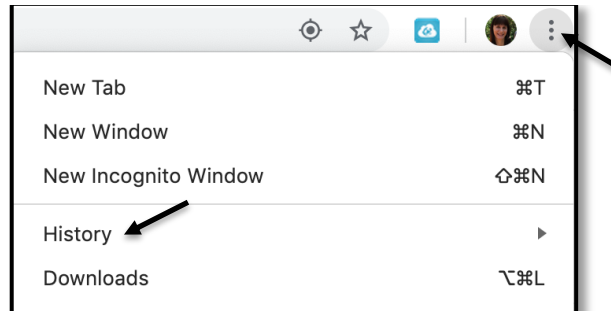 New Tab ⌘T
New Window ⌘N
New Incognito Window ⇧⌘N
History
Downloads ⌥⌘L